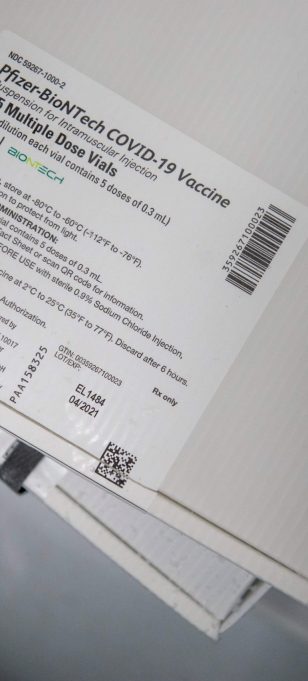 NDC 59267-1000-2
Pfizer-BioNTech COVID-19 Vaccine
Suspension for Intramuscular Injection
5 Multiple Dose Vials
dilution each vial contains 5 doses of 0.3 mL)
BIONTECH
store at -80°C to -60°C (-112°F to -76°F).
to protect from light.
contains 5 doses of 0.3 mL.
Sheet or scan QR code for information.
USE with sterile 0.9% Sodium Chloride Injection,
at 2°C to 25°C (35°F to 77°F). Discard after 6 hours.
Authorization.
by
10017
PAA158325
GTIN: 00359267100023
LOT/EXP:
EL1484
04/2021
Rx only
359267100023